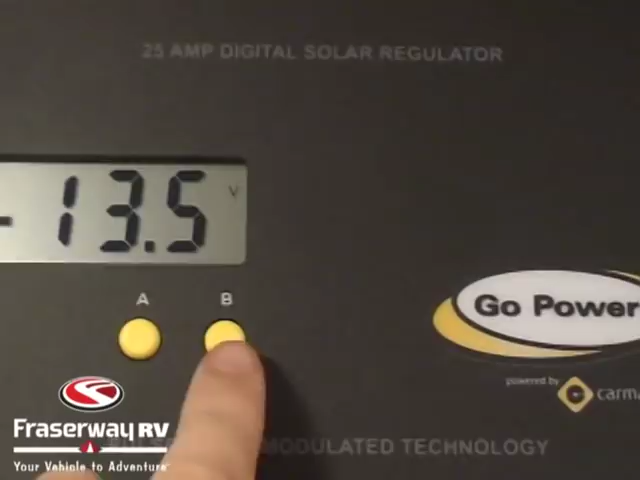 25 AMP DIGITAL SOLAR REGULATOR
-13.5 V
A B
Go Power
powered by
Fraserway RV
MODULATED TECHNOLOGY
Your Vehicle to Adventure